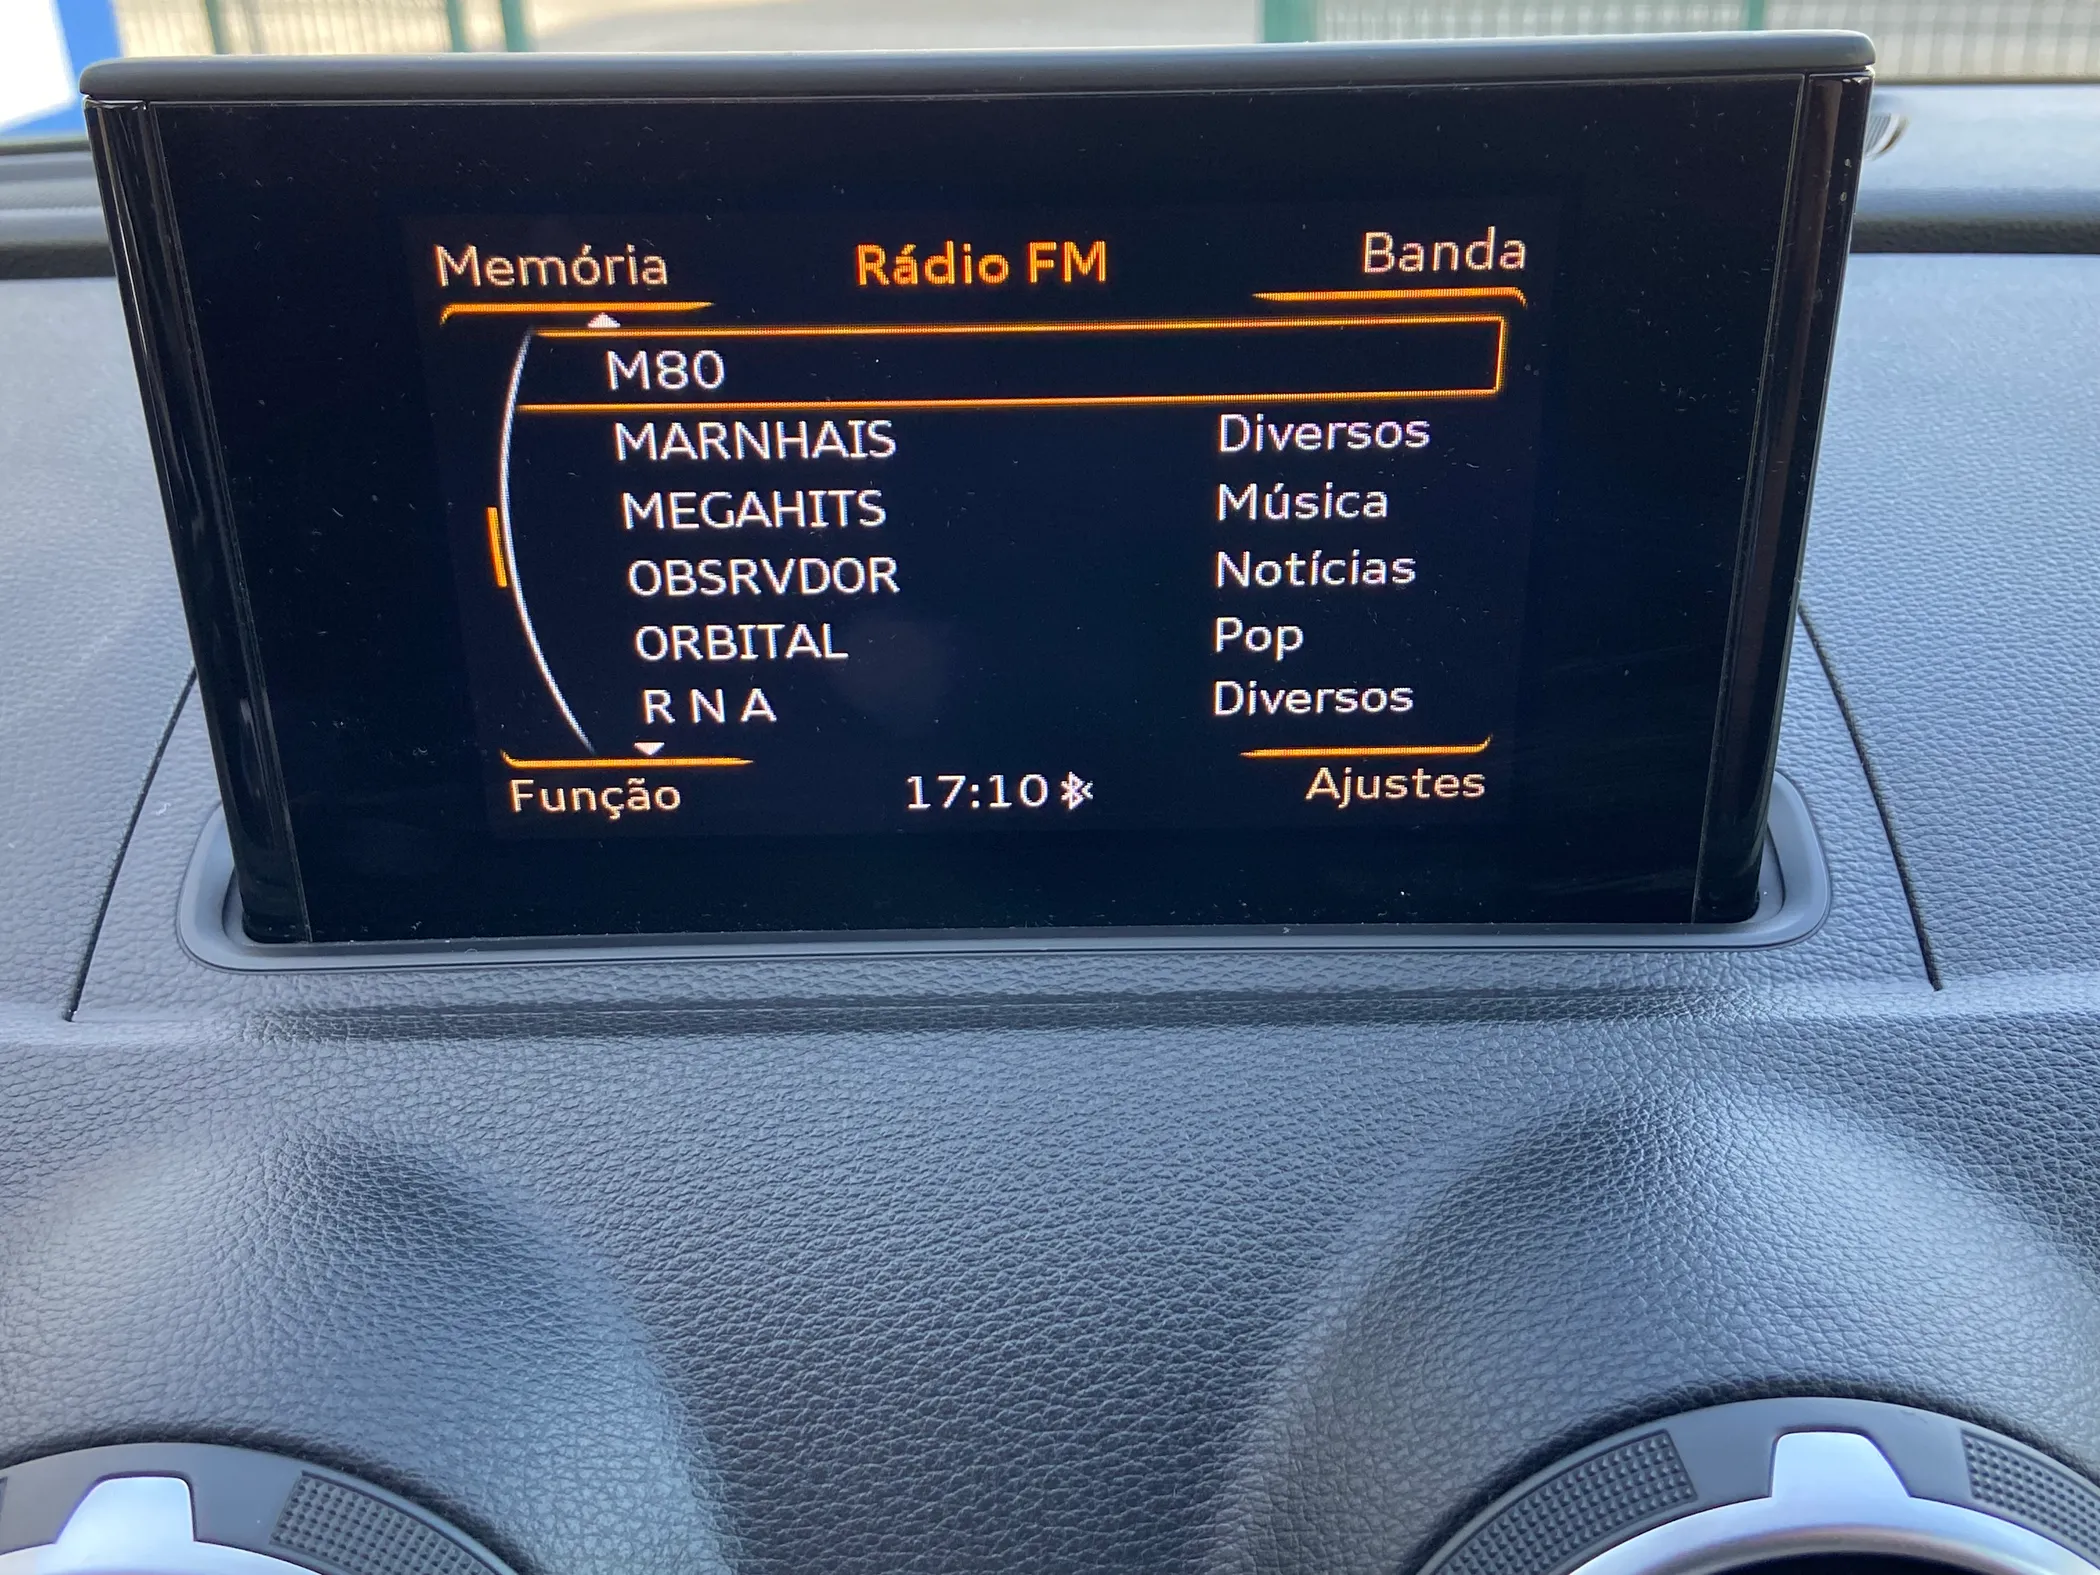 Memória Rádio FM Banda
M80
MARNHAIS Diversos
MEGAHITS Música
OBSRVDOR Notícias
ORBITAL Pop
R N A Diversos
Função 17:10 Ajustes